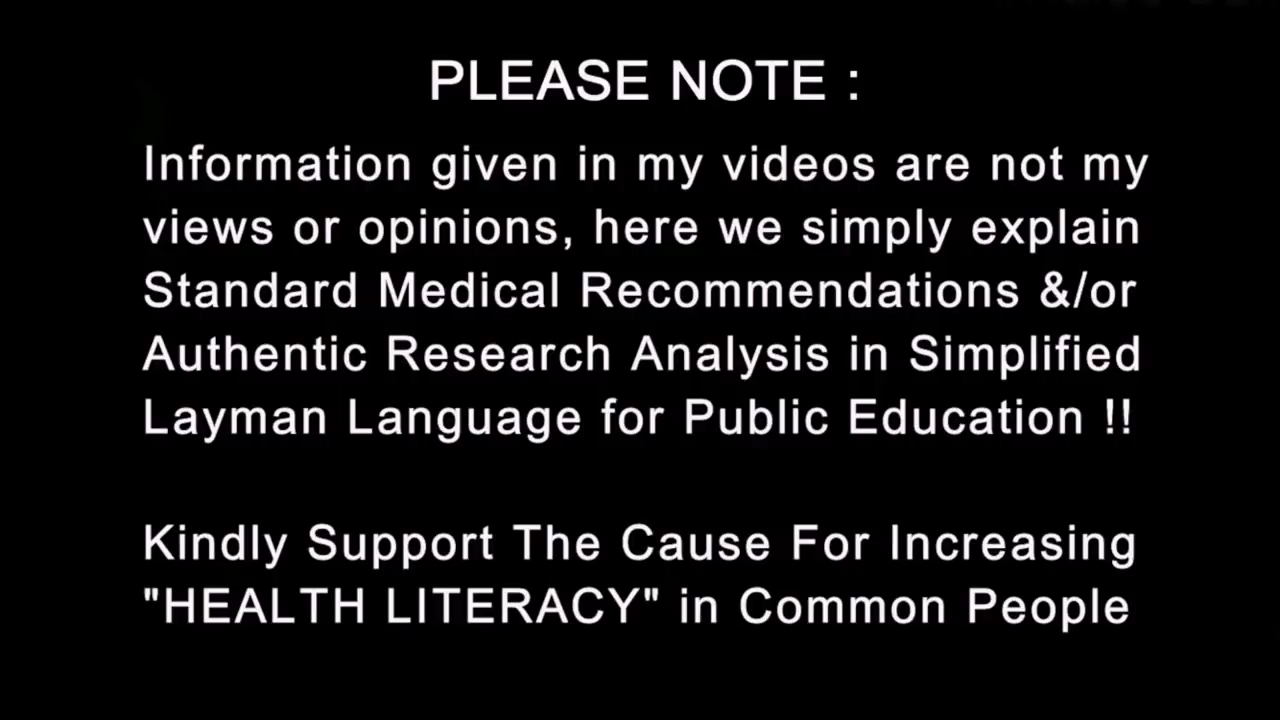 PLEASE NOTE :
Information given in my videos are not my
views or opinions, here we simply explain
Standard Medical Recommendations &/or
Authentic Research Analysis in Simplified
Layman Language for Public Education !!
Kindly Support The Cause For Increasing
"HEALTH LITERACY" in Common People